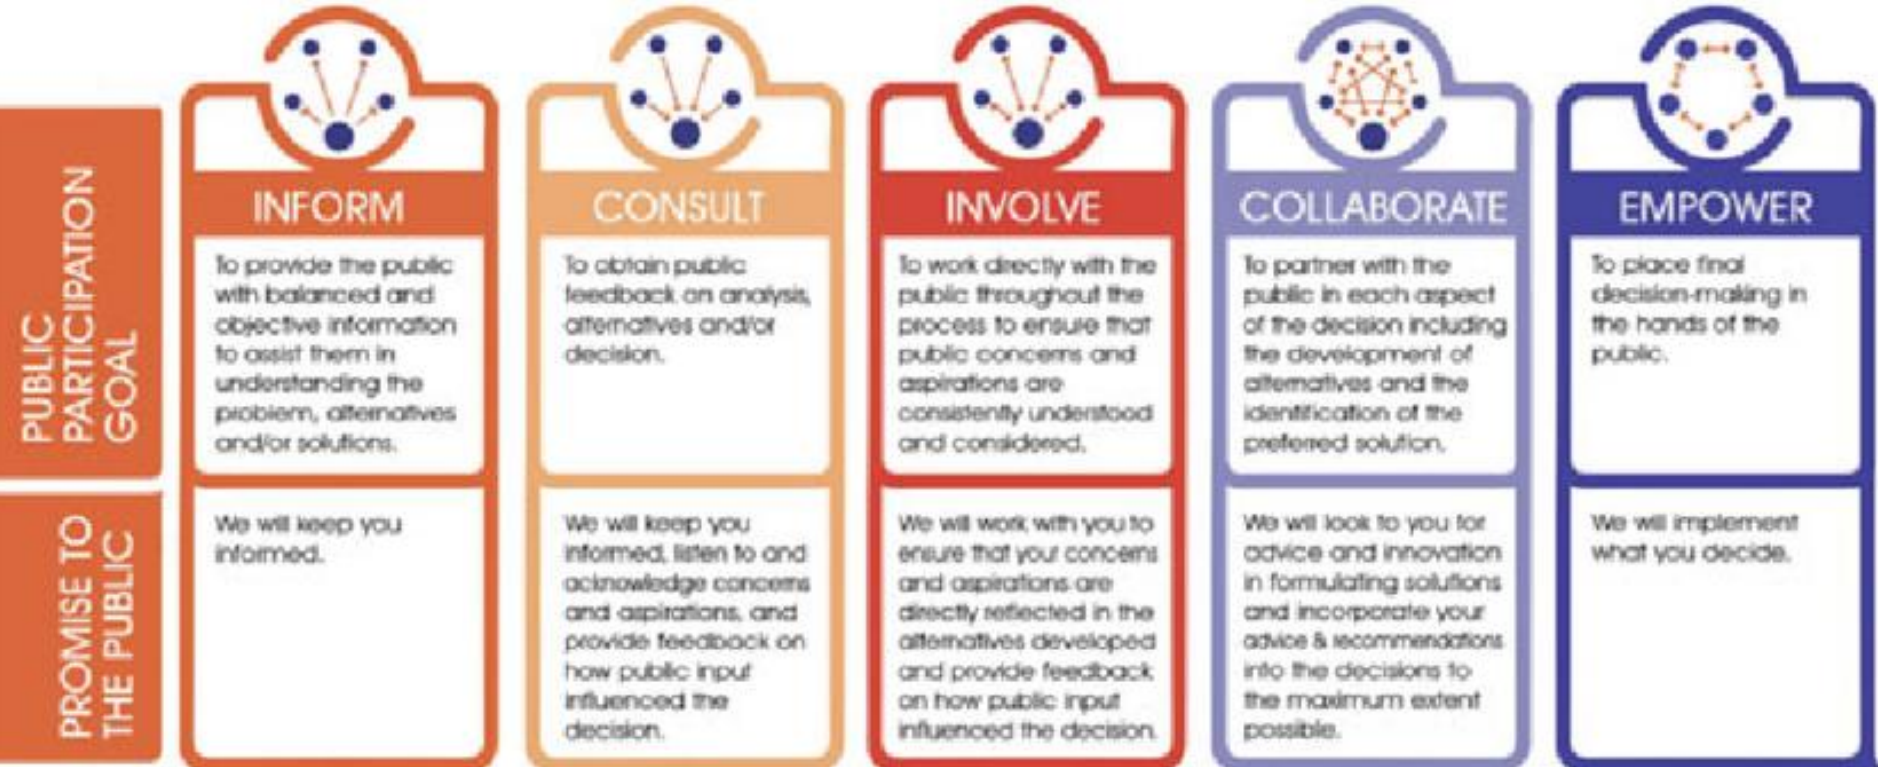 INFORM
CONSULT
INVOLVE
COLLABORATE
EMPOWER
PUBLIC
PARTICIPATION
GOAL
To provide the public
with balanced and
objective information
to assist them in
understanding the
problem, alternatives
and/or solutions.
To obtain public
feedback on analysis,
alternatives and/or
decision.
To work directly with the
public throughout the
process to ensure that
public concerns and
aspirations are
consistently understood
and considered.
To partner with the
public in each aspect
of the decision including
the development of
alternatives and the
identification of the
preferred solution.
To place final
decision-making in
the hands of the
public.
PROMISE TO
THE PUBLIC
We will keep you
informed.
We will keep you
informed, listen to and
acknowledge concerns
and aspirations, and
provide feedback on
how public input
influenced the
decision.
We will work with you to
ensure that your concerns
and aspirations are
directly reflected in the
alternatives developed
and provide feedback
on how public input
influenced the decision.
We will look to you for
advice and innovation
in formulating solutions
and incorporate your
advice & recommendations
into the decisions to
the maximum extent
possible.
We will implement
what you decide.